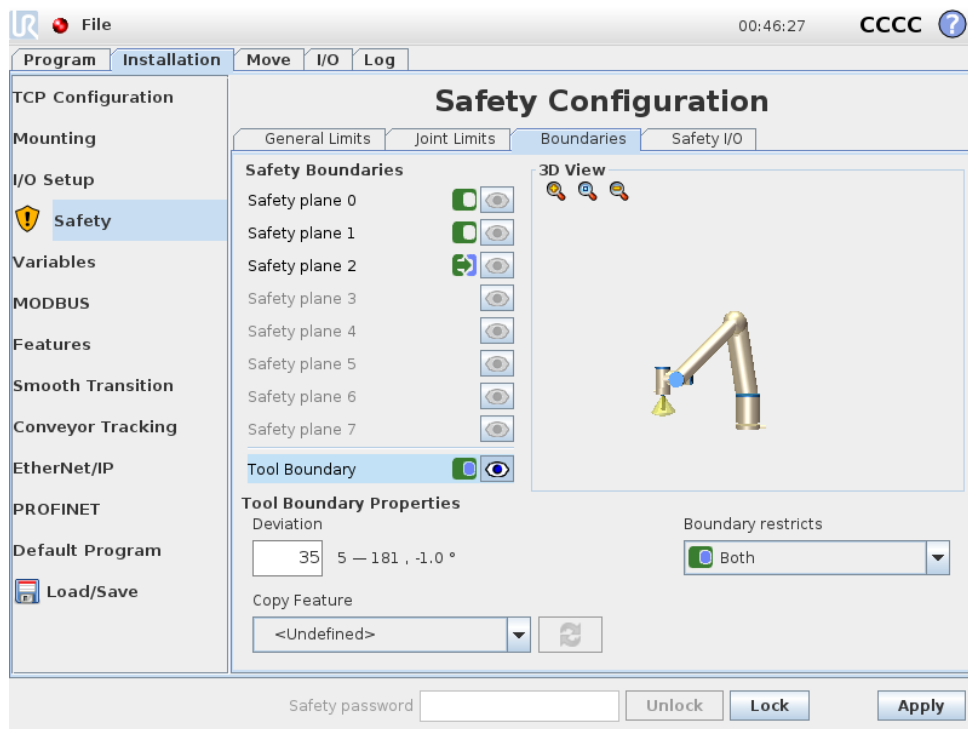 UR File 00:46:27 CCCC ?
Program Installation Move I/O Log
TCP Configuration
Mounting
I/O Setup
Safety
Variables
MODBUS
Features
Smooth Transition
Conveyor Tracking
EtherNet/IP
PROFINET
Default Program
Load/Save
Safety Configuration
General Limits Joint Limits Boundaries Safety I/O
Safety Boundaries
Safety plane 0
Safety plane 1
Safety plane 2
Safety plane 3
Safety plane 4
Safety plane 5
Safety plane 6
Safety plane 7
Tool Boundary
3D View
Tool Boundary Properties
Deviation
35 5 — 181 , -1.0 °
Boundary restricts
Both
Copy Feature
<Undefined>
Safety password Unlock Lock Apply